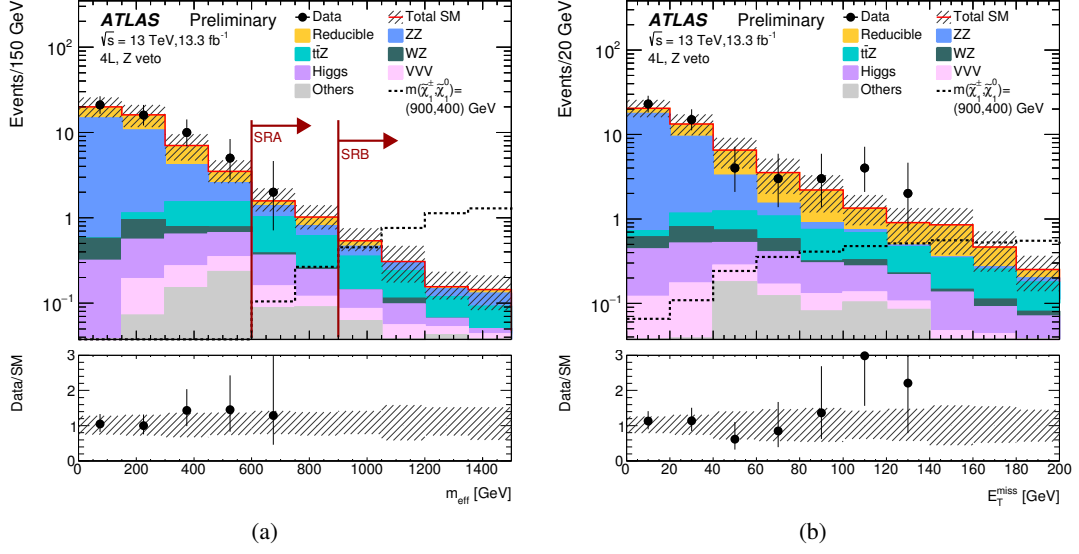 ATLAS Preliminary
√s = 13 TeV,13.3 fb⁻¹
4L, Z veto
Data
Total SM
Reducible
ZZ
tt̄Z
WZ
Higgs
VVV
Others
m(χ̃₁±,χ̃₁⁰)=
(900,400) GeV
Events/150 GeV
10²
10
1
10⁻¹
SRA
SRB
Data/SM
3
2
1
0
0 200 400 600 800 1000 1200 1400
m_eff [GeV]
(a)
ATLAS Preliminary
√s = 13 TeV,13.3 fb⁻¹
4L, Z veto
Data
Total SM
Reducible
ZZ
tt̄Z
WZ
Higgs
VVV
Others
m(χ̃₁±,χ̃₁⁰)=
(900,400) GeV
Events/20 GeV
10²
10
1
10⁻¹
Data/SM
3
2
1
0
0 20 40 60 80 100 120 140 160 180 200
E_T^miss [GeV]
(b)